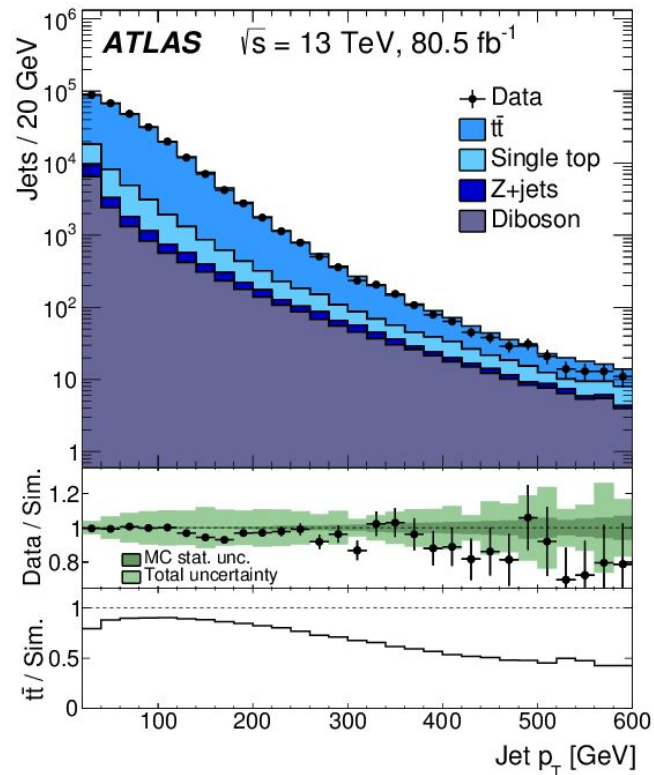 ATLAS √s = 13 TeV, 80.5 fb⁻¹
Jets / 20 GeV
10⁶
10⁵
10⁴
10³
10²
10
1
Data
tt̄
Single top
Z+jets
Diboson
Data / Sim.
1.2
1
0.8
MC stat. unc.
Total uncertainty
tt̄ / Sim.
1
0.5
0
100 200 300 400 500 600
Jet p_T [GeV]